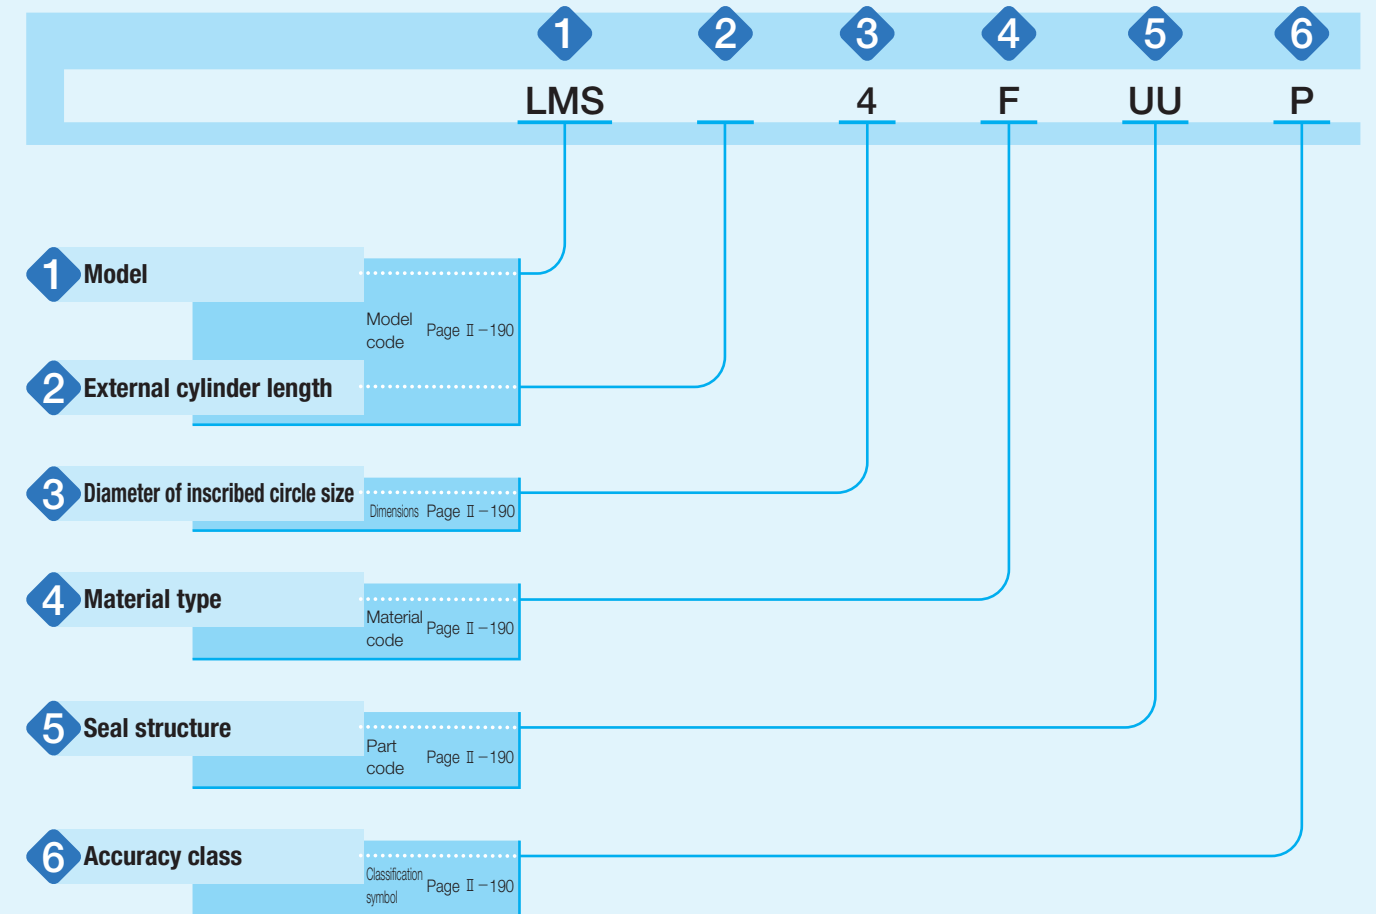 1 2 3 4 5 6
LMS 4 F UU P
1 Model
Model code Page Ⅱ－190
2 External cylinder length
3 Diameter of inscribed circle size
Dimensions Page Ⅱ－190
4 Material type
Material code Page Ⅱ－190
5 Seal structure
Part code Page Ⅱ－190
6 Accuracy class
Classification symbol Page Ⅱ－190